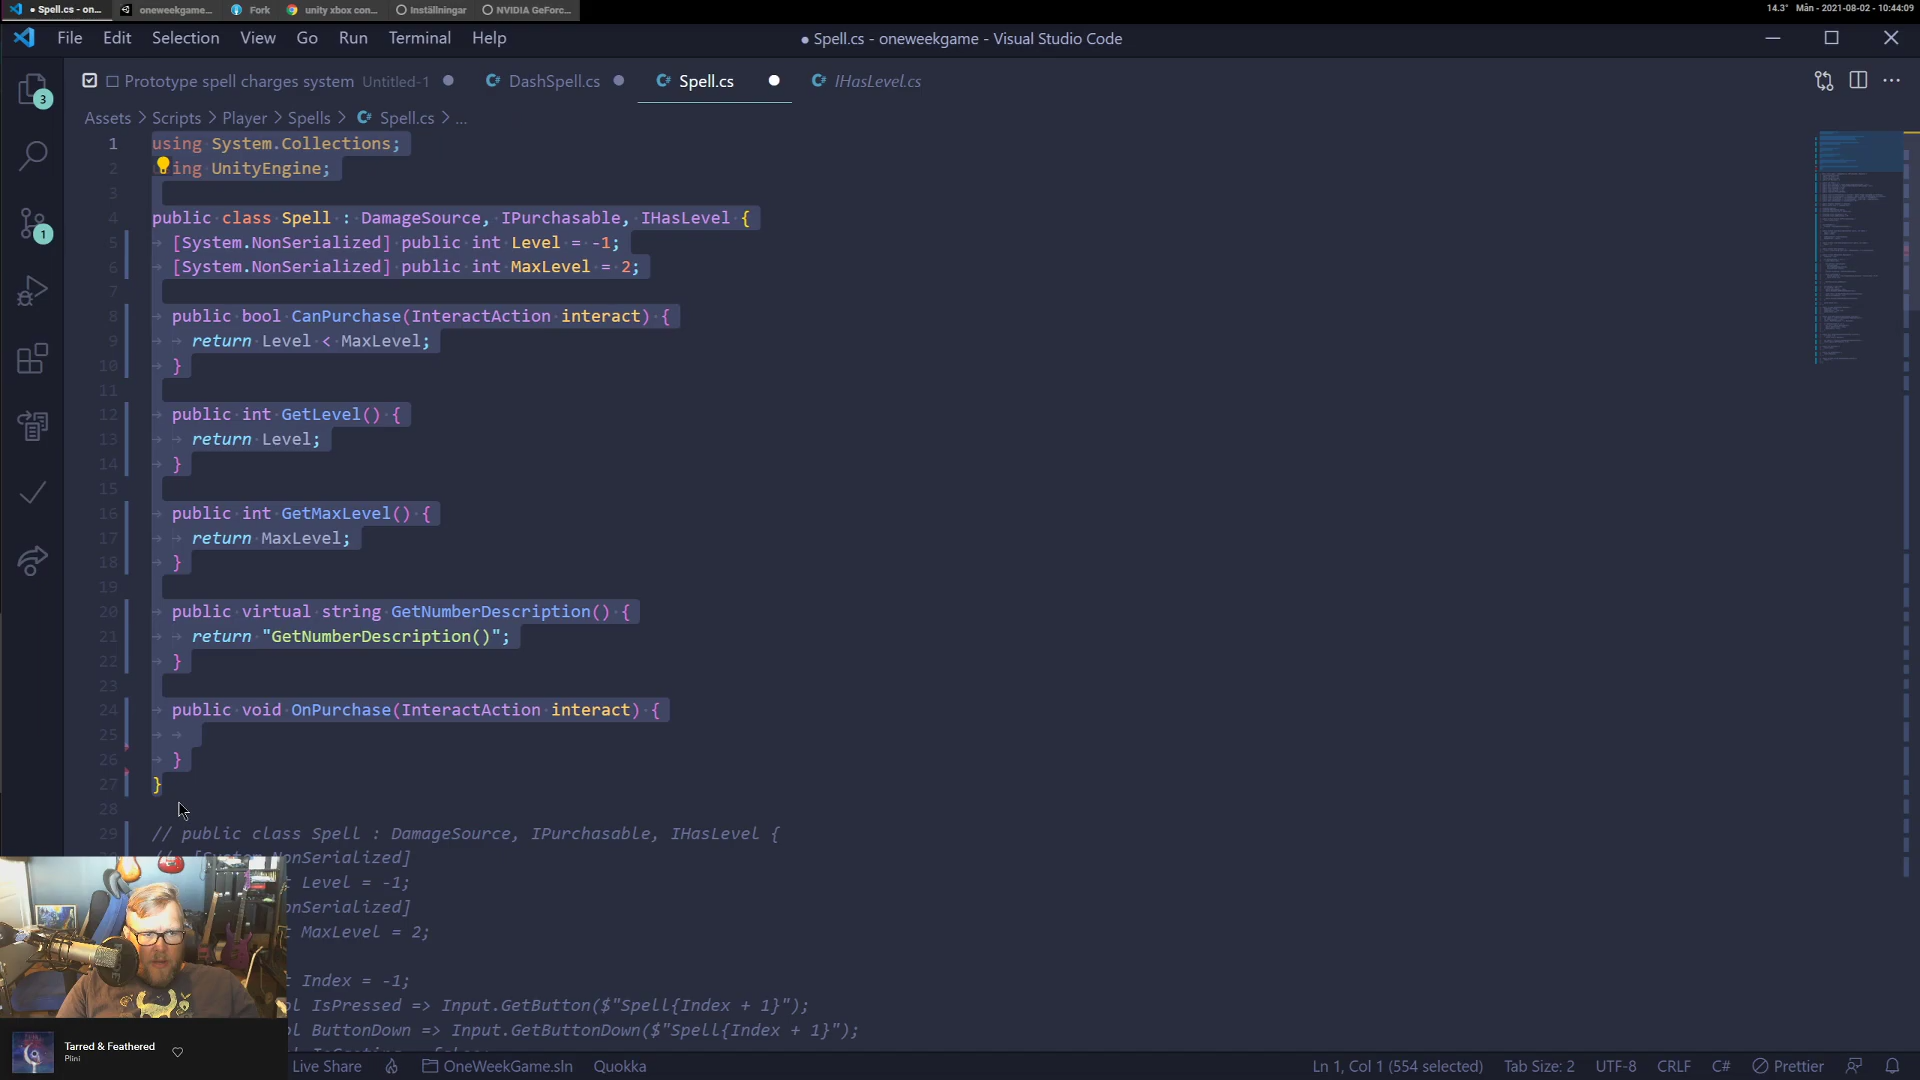 Spell.cs - on...
oneweekgame...
Fork
unity xbox con...
Inställningar
NVIDIA GeForc...
14.3° Mån - 2021-08-02 - 10:44:09
File Edit Selection View Go Run Terminal Help
● Spell.cs - oneweekgame - Visual Studio Code
Prototype spell charges system Untitled-1
DashSpell.cs
Spell.cs
IHasLevel.cs
Assets > Scripts > Player > Spells > Spell.cs > ...
3
1
1 using System.Collections;
2 ing UnityEngine;
3
4 public class Spell : DamageSource, IPurchasable, IHasLevel {
5 [System.NonSerialized] public int Level = -1;
6 [System.NonSerialized] public int MaxLevel = 2;
7
8 public bool CanPurchase(InteractAction interact) {
9 return Level < MaxLevel;
10 }
11
12 public int GetLevel() {
13 return Level;
14 }
15
16 public int GetMaxLevel() {
17 return MaxLevel;
18 }
19
20 public virtual string GetNumberDescription() {
21 return "GetNumberDescription()";
22 }
23
24 public void OnPurchase(InteractAction interact) {
25
26 }
27 }
28
29 // public class Spell : DamageSource, IPurchasable, IHasLevel {
NonSerialized]
t Level = -1;
onSerialized]
t MaxLevel = 2;
t Index = -1;
ol IsPressed => Input.GetButton($"Spell{Index + 1}");
ol ButtonDown => Input.GetButtonDown($"Spell{Index + 1}");
Tarred & Feathered
Plini
Live Share
OneWeekGame.sln
Quokka
Ln 1, Col 1 (554 selected)
Tab Size: 2
UTF-8
CRLF
C#
Prettier